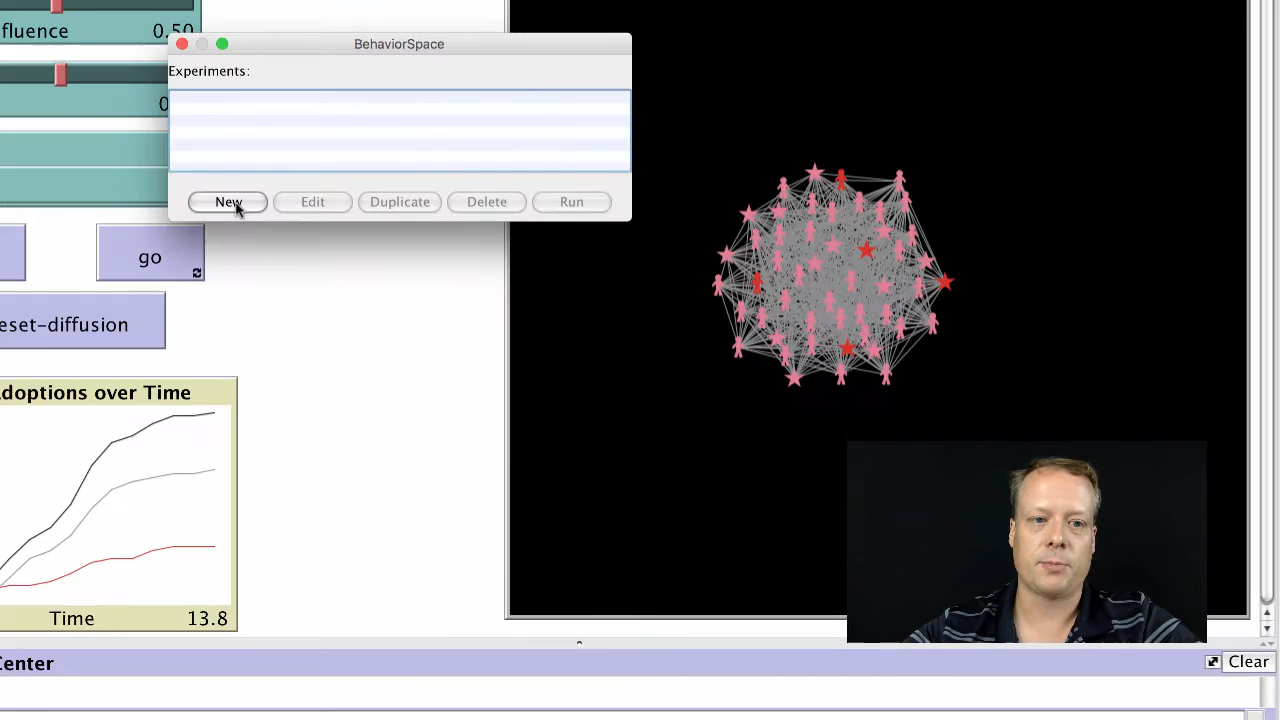 fluence 0.50
BehaviorSpace
Experiments:
0
New Edit Duplicate Delete Run
go
eset-diffusion
doptions over Time
Time 13.8
Center
Clear